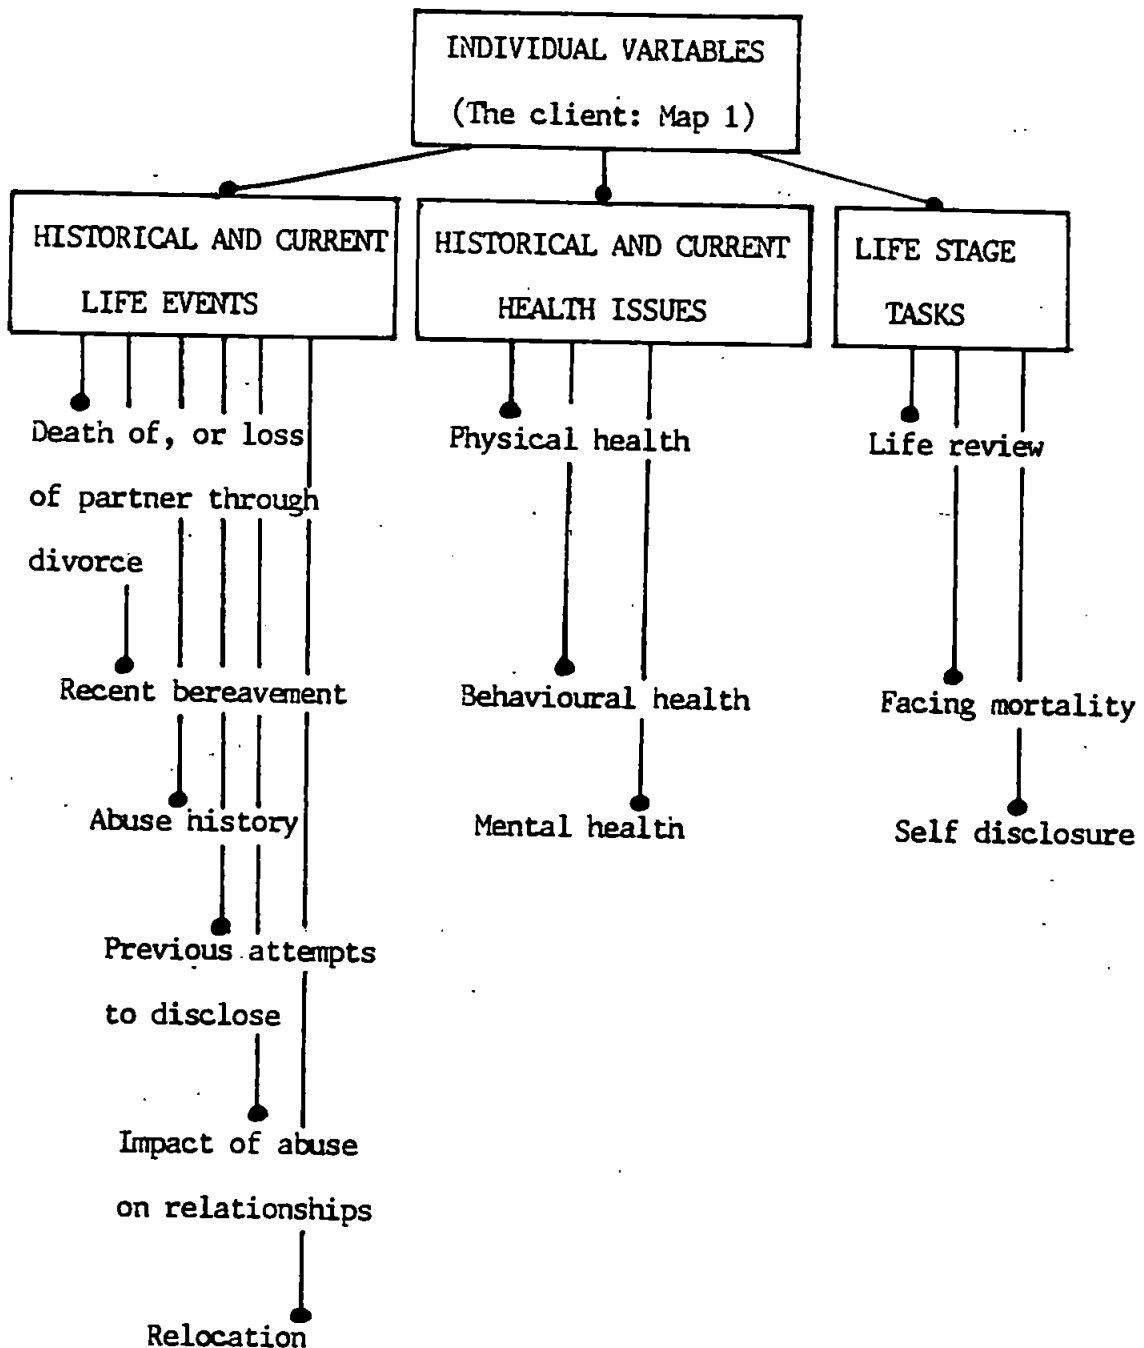 INDIVIDUAL VARIABLES
(The client: Map 1)
HISTORICAL AND CURRENT
LIFE EVENTS
Death of, or loss
of partner through
divorce
Recent bereavement
Abuse history
Previous attempts
to disclose
Impact of abuse
on relationships
Relocation
HISTORICAL AND CURRENT
HEALTH ISSUES
Physical health
Behavioural health
Mental health
LIFE STAGE
TASKS
Life review
Facing mortality
Self disclosure